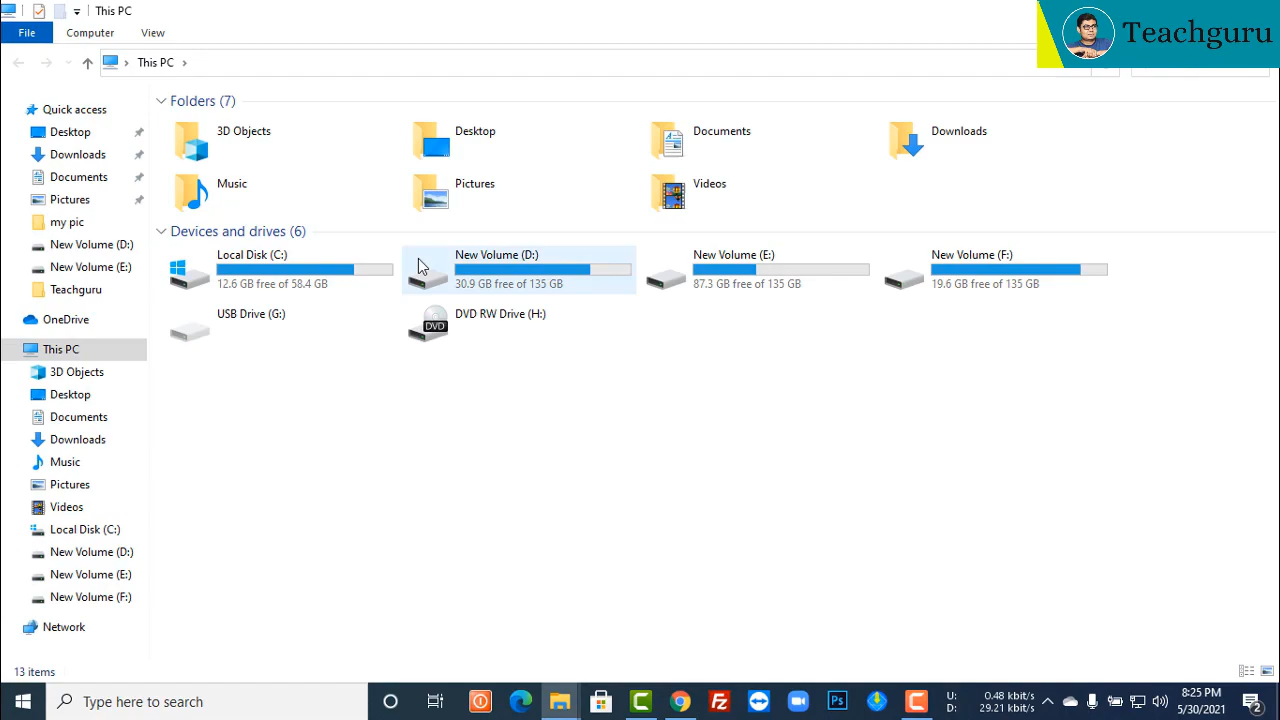 This PC
Teachguru
File Computer View
This PC
Quick access
Desktop
Downloads
Documents
Pictures
my pic
New Volume (D:)
New Volume (E:)
Teachguru
OneDrive
This PC
3D Objects
Desktop
Documents
Downloads
Music
Pictures
Videos
Local Disk (C:)
New Volume (D:)
New Volume (E:)
New Volume (F:)
Network
Folders (7)
3D Objects Desktop Documents Downloads
Music Pictures Videos
Devices and drives (6)
Local Disk (C:) New Volume (D:) New Volume (E:) New Volume (F:)
12.6 GB free of 58.4 GB 30.9 GB free of 135 GB 87.3 GB free of 135 GB 19.6 GB free of 135 GB
USB Drive (G:) DVD RW Drive (H:)
DVD
13 items
Type here to search
Ps
U: 0.48 kbit/s
D: 29.21 kbit/s
8:25 PM
5/30/2021
2